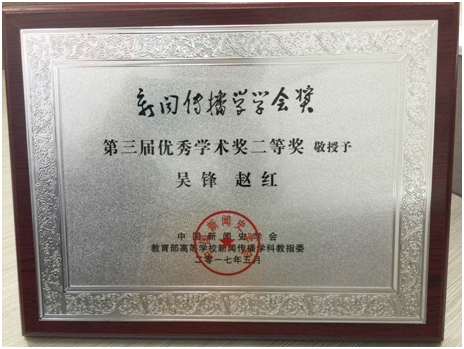 新闻传播学学会奖
第三届优秀学术奖二等奖 敬授予
吴锋 赵红
中国新闻史学会
教育部高等学校新闻传播学科教指委
二〇一七年五月